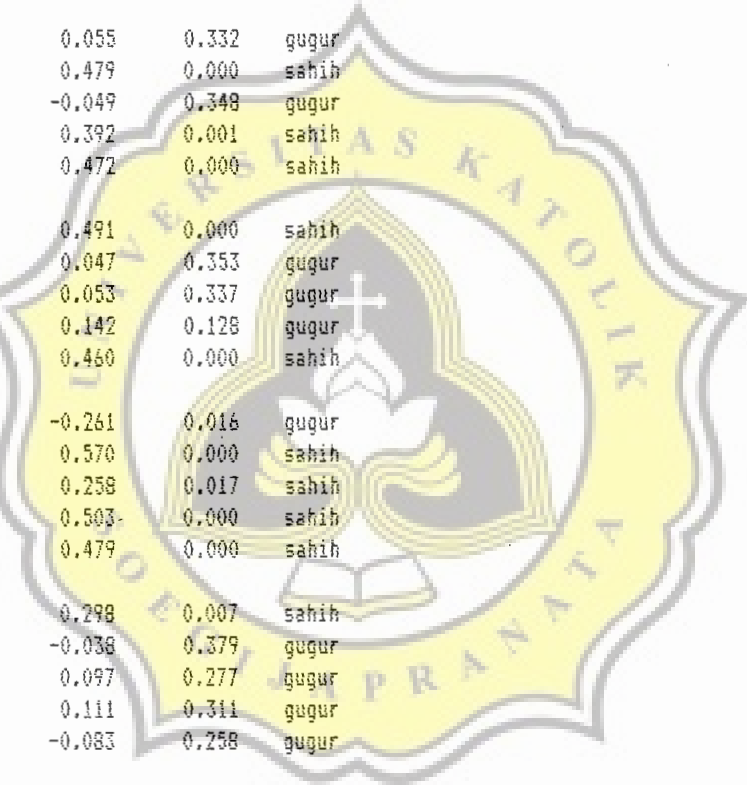 0.055 0.332 gugur
0.479 0.000 sahih
-0.049 0.348 gugur
0.392 0.001 sahih
0.472 0.000 sahih
0.491 0.000 sahih
0.047 0.353 gugur
0.053 0.337 gugur
0.142 0.128 gugur
0.460 0.000 sahih
-0.261 0.016 gugur
0.570 0.000 sahih
0.258 0.017 sahih
0.503 0.000 sahih
0.479 0.000 sahih
0.298 0.007 sahih
-0.038 0.379 gugur
0.097 0.277 gugur
0.111 0.311 gugur
-0.083 0.258 gugur
UNIVERSITAS KATOLIK
SOEGIJAPRANATA